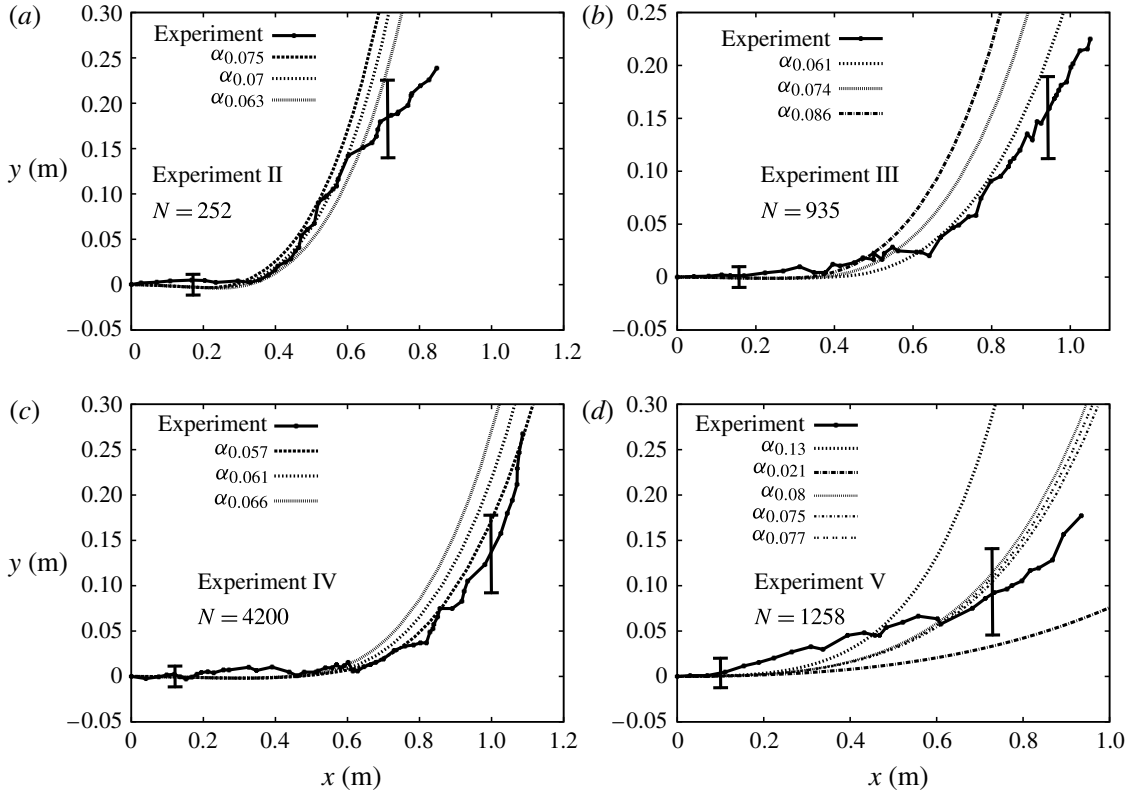 (a)
0.30
0.25
0.20
0.15
0.10
0.05
0
−0.05
y (m)
Experiment
α0.075
α0.07
α0.063
Experiment II
N = 252
0 0.2 0.4 0.6 0.8 1.0 1.2
(b)
0.25
0.20
0.15
0.10
0.05
0
−0.05
Experiment
α0.061
α0.074
α0.086
Experiment III
N = 935
0 0.2 0.4 0.6 0.8 1.0
(c)
0.30
0.25
0.20
0.15
0.10
0.05
0
−0.05
y (m)
Experiment
α0.057
α0.061
α0.066
Experiment IV
N = 4200
0 0.2 0.4 0.6 0.8 1.0 1.2
x (m)
(d)
0.30
0.25
0.20
0.15
0.10
0.05
0
−0.05
Experiment
α0.13
α0.021
α0.08
α0.075
α0.077
Experiment V
N = 1258
0 0.2 0.4 0.6 0.8 1.0
x (m)